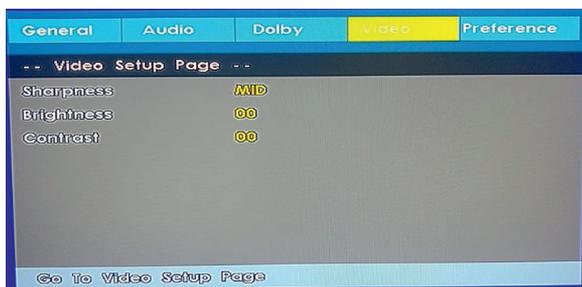 General Audio Dolby Video Preference
-- Video Setup Page --
Sharpness MID
Brightness 00
Contrast 00
Go To Video Setup Page